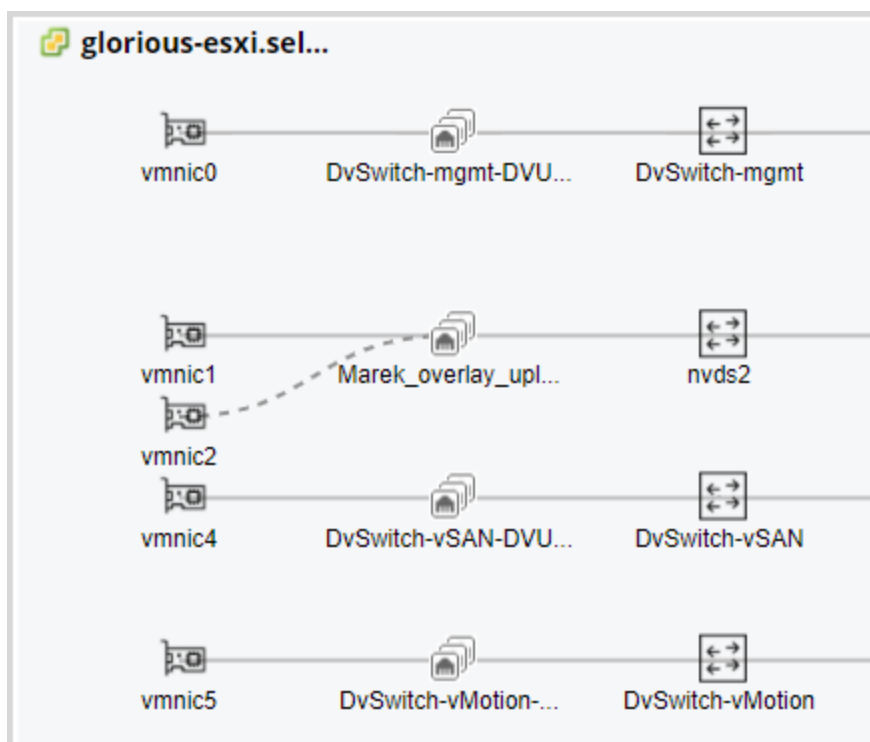 glorious-esxi.sel...
vmnic0 DvSwitch-mgmt-DVU... DvSwitch-mgmt
vmnic1 Marek_overlay_upl... nvds2
vmnic2
vmnic4 DvSwitch-vSAN-DVU... DvSwitch-vSAN
vmnic5 DvSwitch-vMotion-... DvSwitch-vMotion